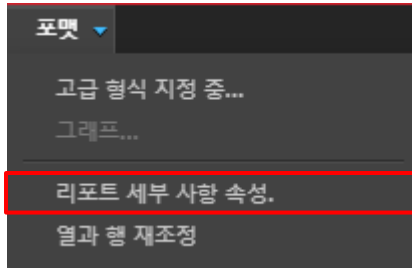 포맷
고급 형식 지정 중...
그래프...
리포트 세부 사항 속성.
열과 행 재조정